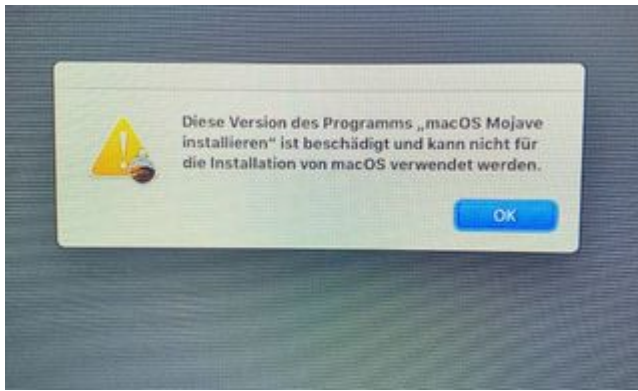 Diese Version des Programms „macOS Mojave
installieren“ ist beschädigt und kann nicht für
die Installation von macOS verwendet werden.
OK